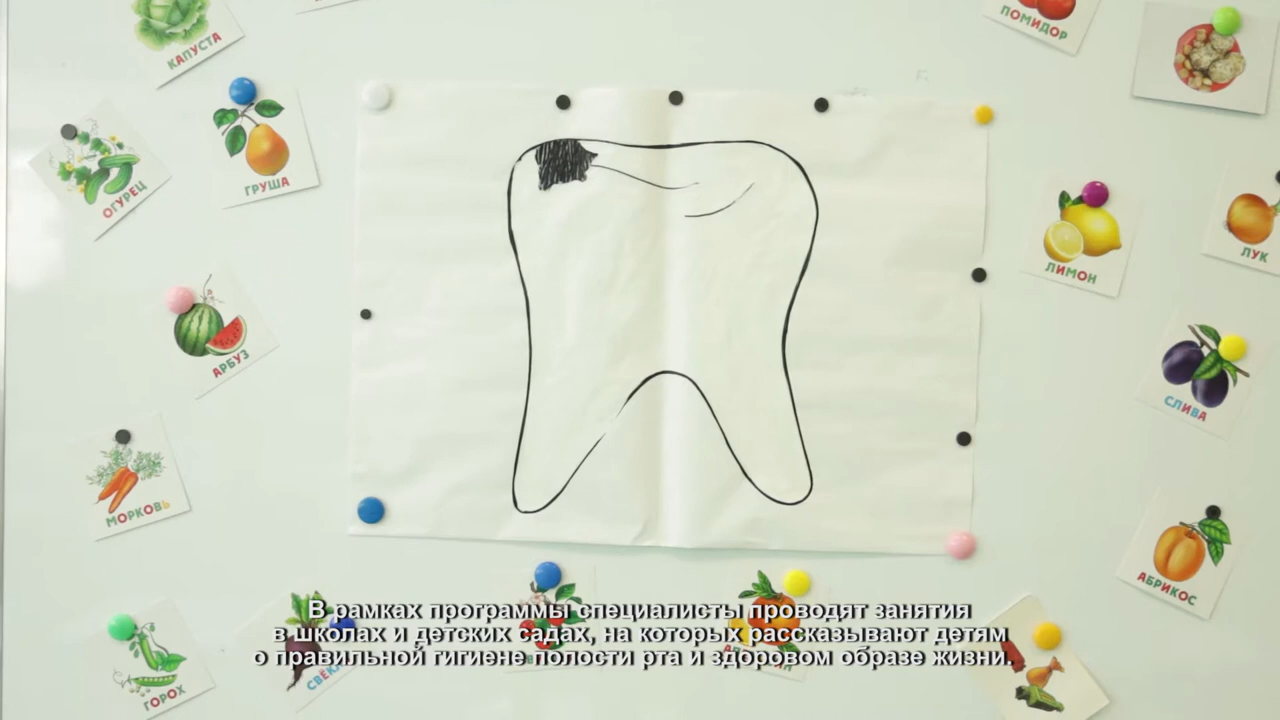 КАПУСТА
ПОМИДОР
ОГУРЕЦ
ГРУША
ЛИМОН
ЛУК
АРБУЗ
СЛИВА
МОРКОВЬ
АБРИКОС
В рамках программы специалисты проводят занятия
в школах и детских садах, на которых рассказывают детям
о правильной гигиене полости рта и здоровом образе жизни.
ГОРОХ